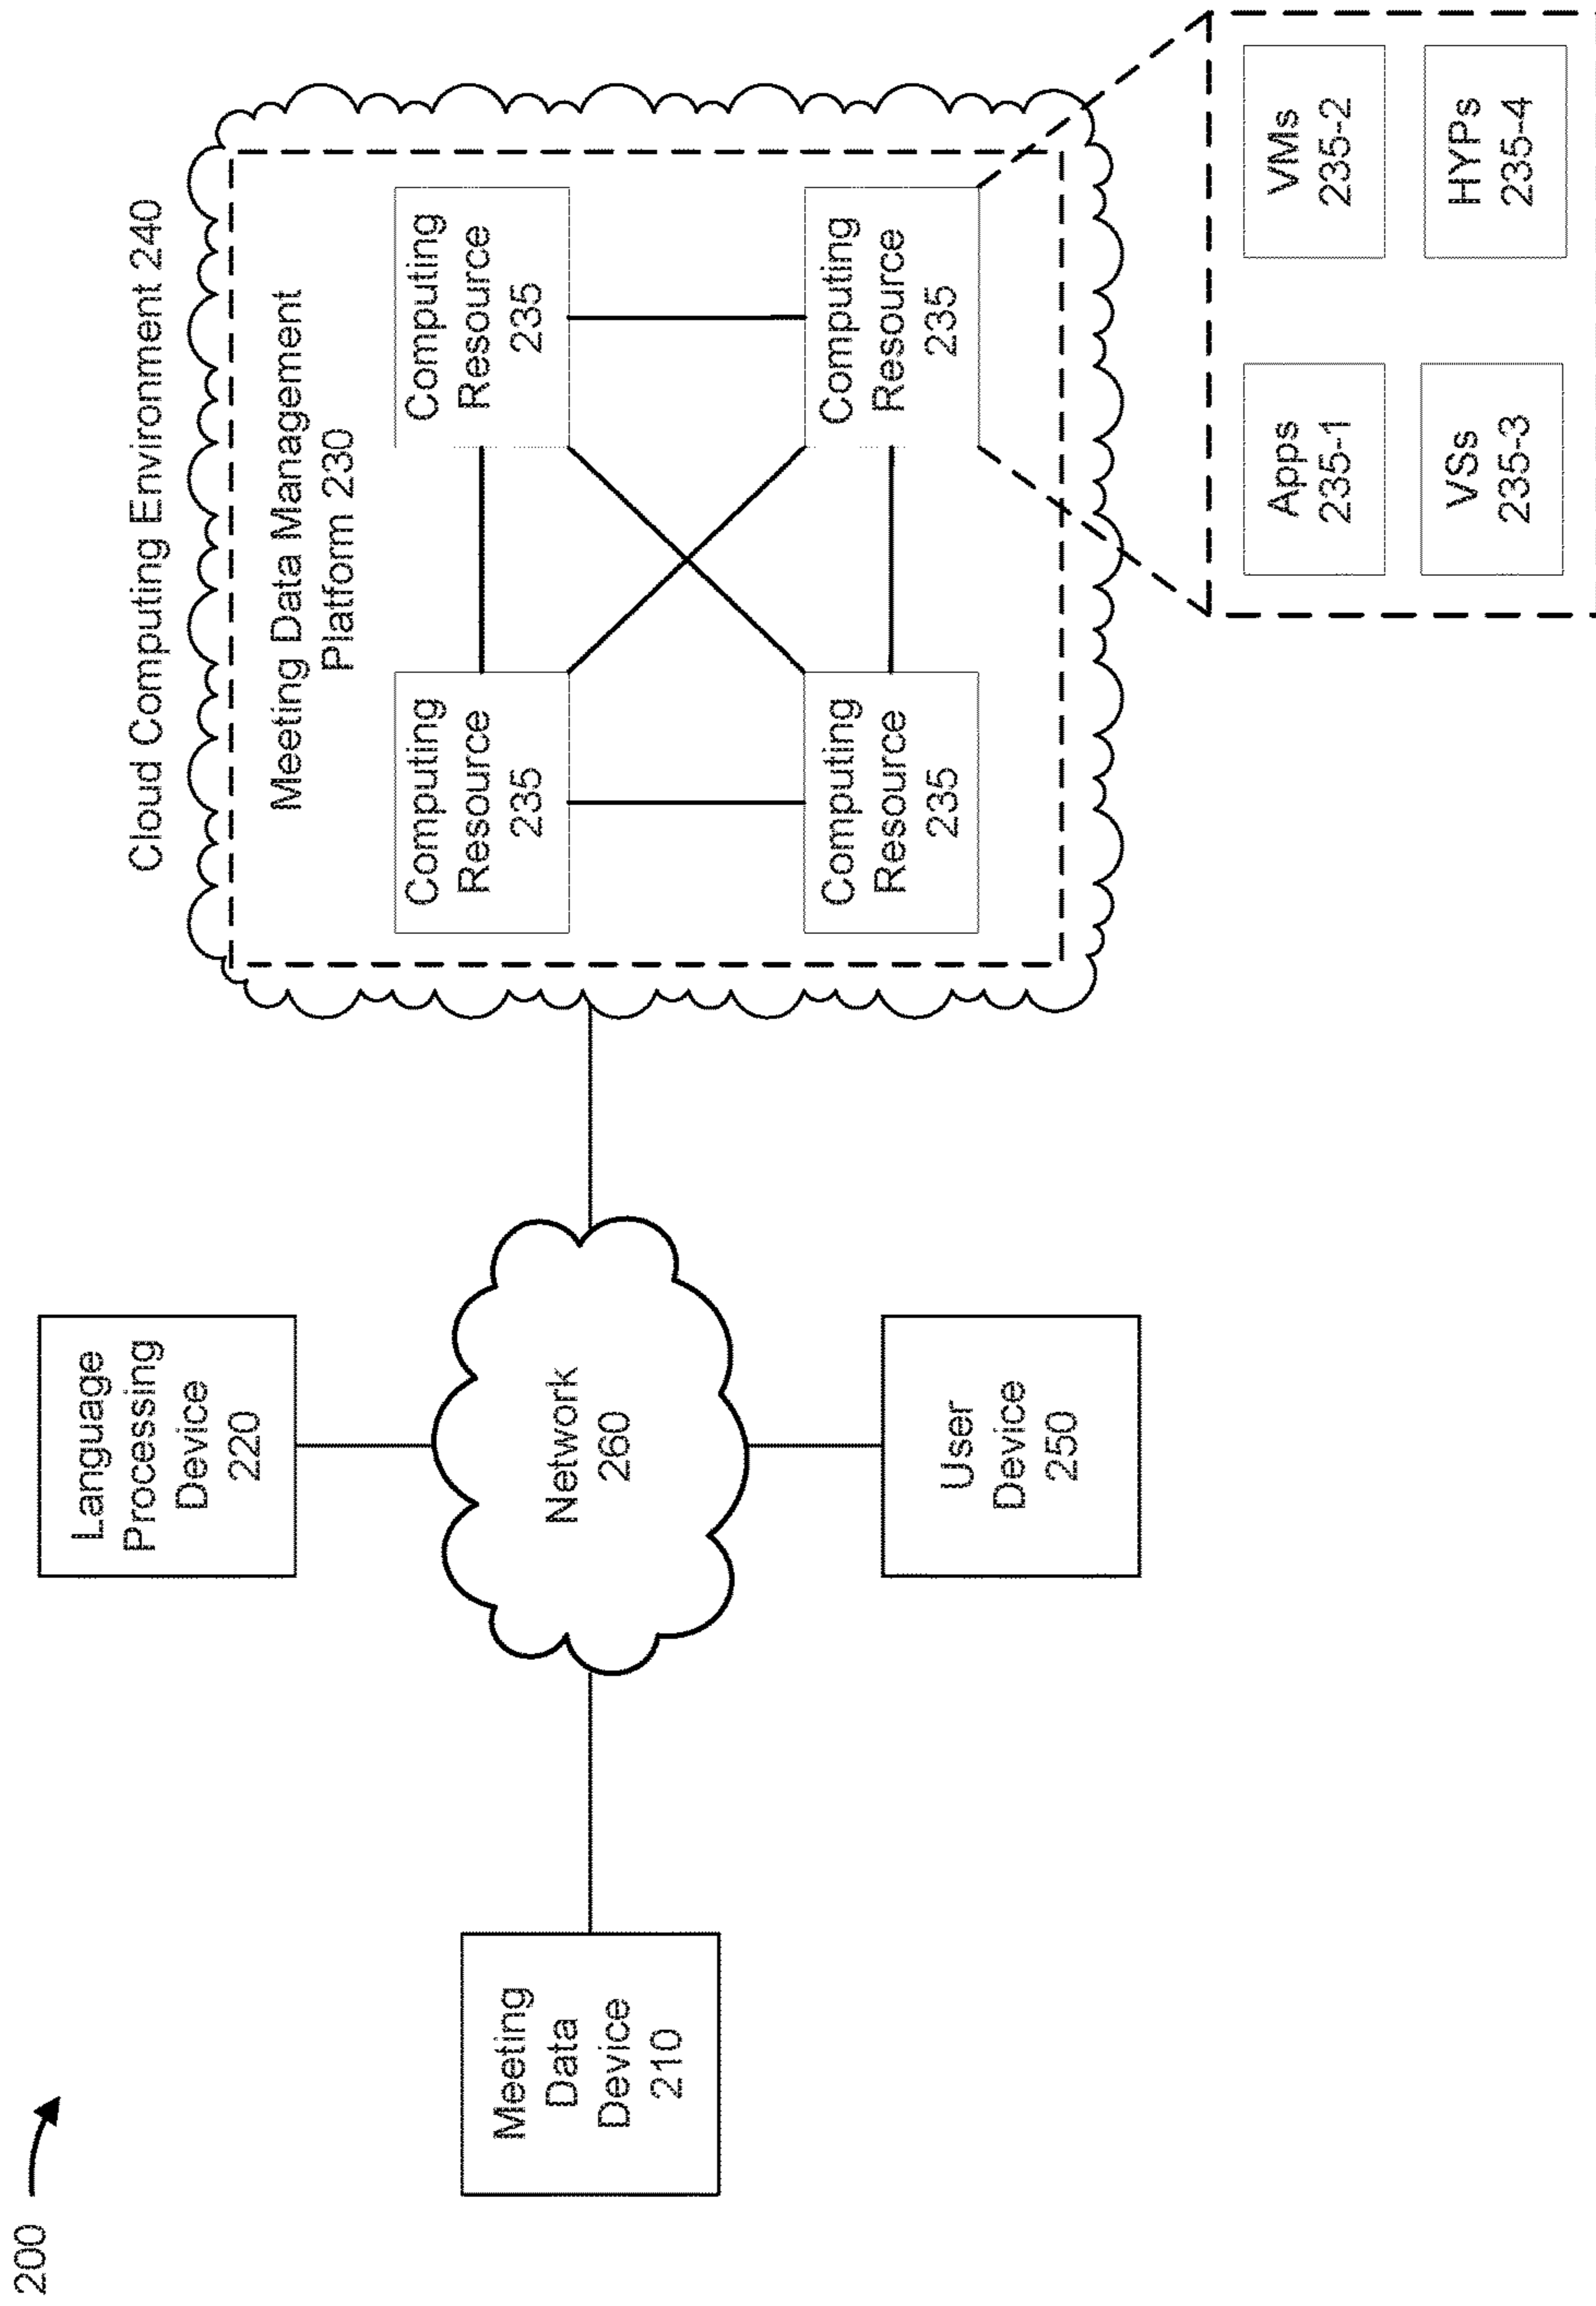 200
Meeting
Data
Device
210
Language
Processing
Device
220
Network
260
User
Device
250
Cloud Computing Environment 240
Meeting Data Management
Platform 230
Computing
Resource
235
Computing
Resource
235
Computing
Resource
235
Computing
Resource
235
Apps
235-1
VMs
235-2
VSs
235-3
HYPs
235-4